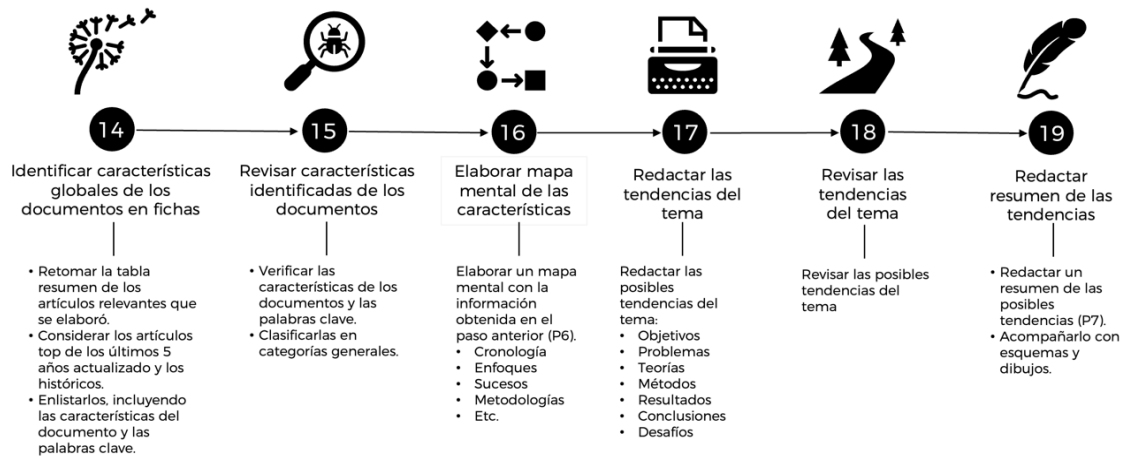 14
Identificar características
globales de los
documentos en fichas
• Retomar la tabla
resumen de los
artículos relevantes que
se elaboró.
• Considerar los artículos
top de los últimos 5
años actualizado y los
históricos.
• Enlistarlos, incluyendo
las características del
documento y las
palabras clave.
15
Revisar características
identificadas de los
documentos
• Verificar las
características de los
documentos y las
palabras clave.
• Clasificarlas en
categorías generales.
16
Elaborar mapa
mental de las
características
Elaborar un mapa
mental con la
información
obtenida en el
paso anterior (P6).
• Cronología
• Enfoques
• Sucesos
• Metodologías
• Etc.
17
Redactar las
tendencias del
tema
Redactar las
posibles
tendencias del
tema:
• Objetivos
• Problemas
• Teorías
• Métodos
• Resultados
• Conclusiones
• Desafíos
18
Revisar las
tendencias
del tema
Revisar las posibles
tendencias del
tema
19
Redactar
resumen de las
tendencias
• Redactar un
resumen de las
posibles
tendencias (P7).
• Acompañarlo con
esquemas y
dibujos.